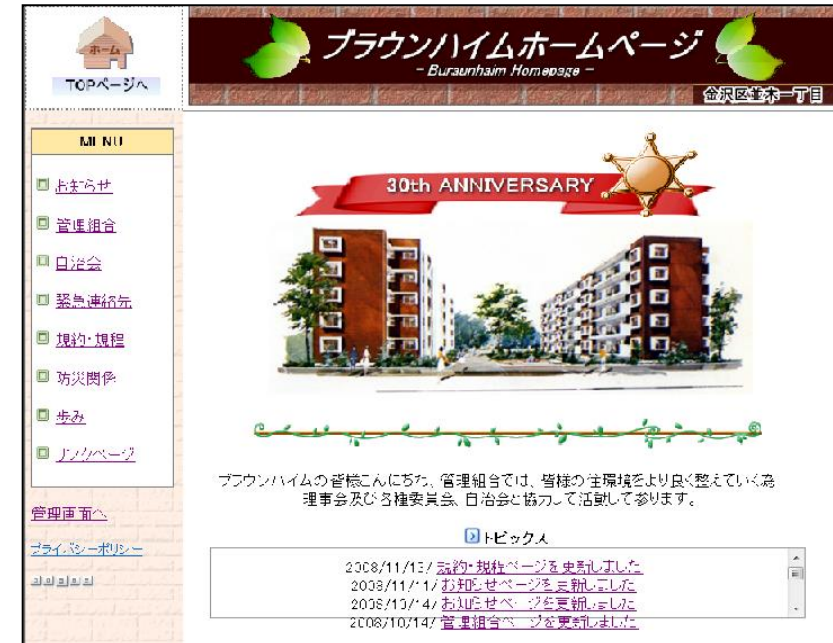 ホーム
TOPページへ
ブラウンハイムホームページ
- Buraunhaim Homepage -
金沢区並木一丁目
MENU
お知らせ
管理組合
自治会
緊急連絡先
規約・規程
防災関係
歩み
リンクページ
管理画面へ
プライバシーポリシー
30th ANNIVERSARY
ブラウンハイムの皆様こんにちわ、管理組合では、皆様の住環境をより良く整えていく為
理事会及び各種委員会、自治会と協力して活動して参ります。
トピックス
2008/11/13/ 規約・規程ページを更新しました
2008/11/11/ お知らせページを更新しました
2008/10/14/ お知らせページを更新しました
2008/10/14/ 管理組合ページを更新しました